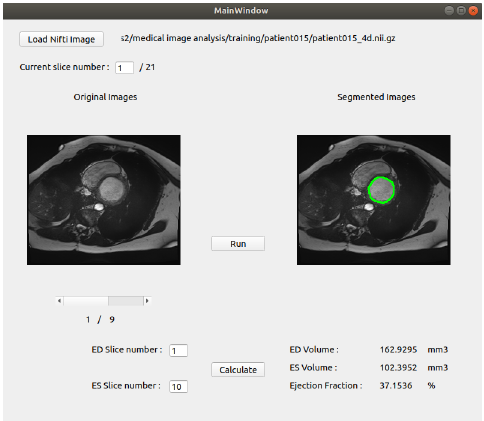 MainWindow
Load Nifti Image s2/medical image analysis/training/patient015/patient015_4d.nii.gz
Current slice number : 1 / 21
Original Images Segmented Images
Run
1 / 9
ED Slice number : 1 ED Volume : 162.9295 mm3
Calculate ES Volume : 102.3952 mm3
ES Slice number : 10 Ejection Fraction : 37.1536 %